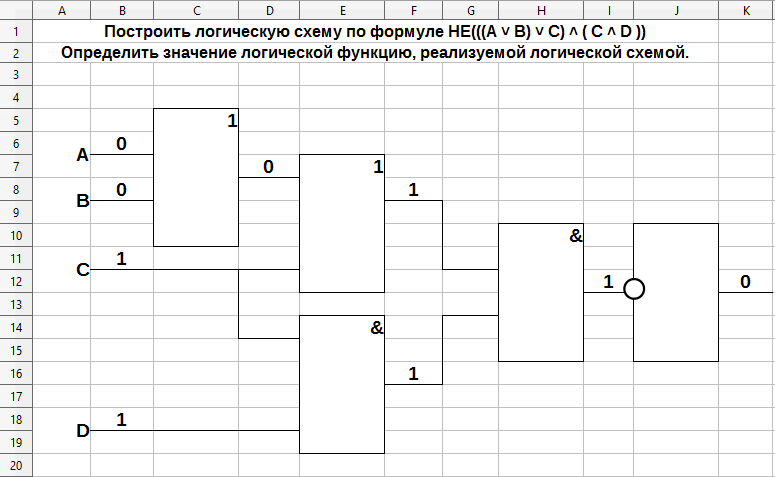 A B C D E F G H I J K
1 Построить логическую схему по формуле НЕ(((A v B) v C) ^ ( C ^ D ))
2 Определить значение логической функцию, реализуемой логической схемой.
3
4
5 1
6 0
7 A 0 1
8 0 1
9 B
10 &
11 1
12 C 1 0
13
14 &
15
16 1
17
18 1
19 D
20